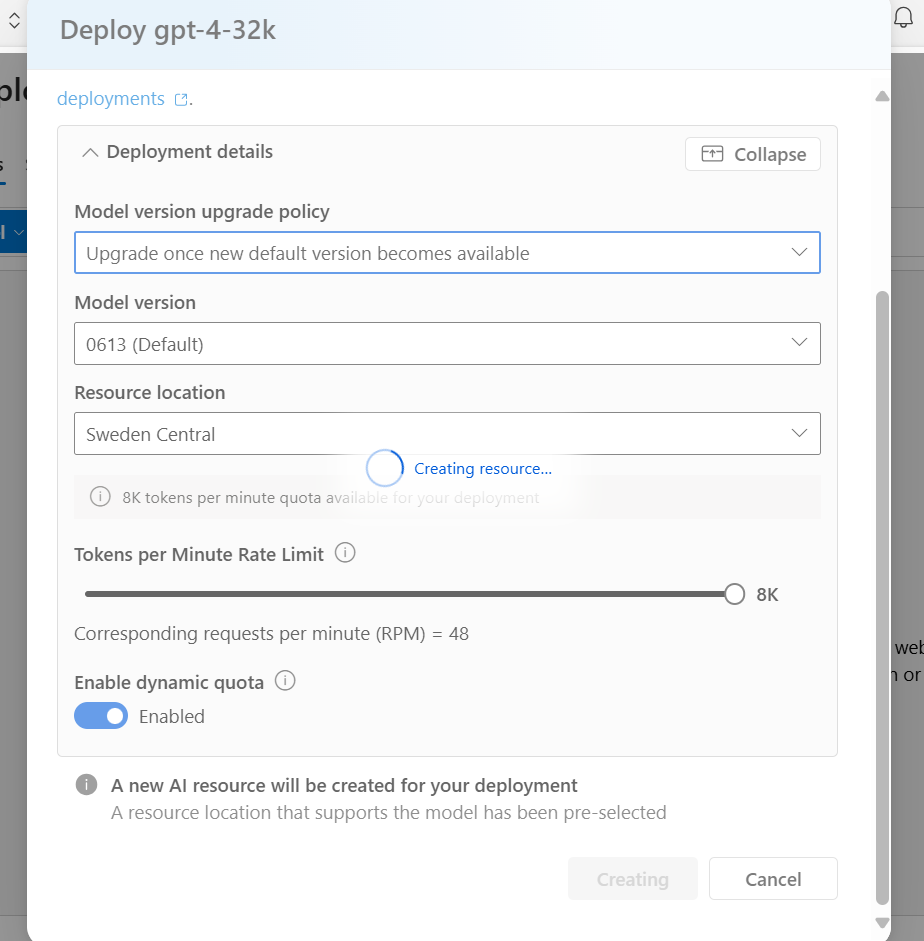 Deploy gpt-4-32k
deployments.
Deployment details
Collapse
Model version upgrade policy
Upgrade once new default version becomes available
Model version
0613 (Default)
Resource location
Sweden Central
Creating resource...
8K tokens per minute quota available for your deployment
Tokens per Minute Rate Limit
8K
Corresponding requests per minute (RPM) = 48
Enable dynamic quota
Enabled
A new AI resource will be created for your deployment
A resource location that supports the model has been pre-selected
Creating
Cancel